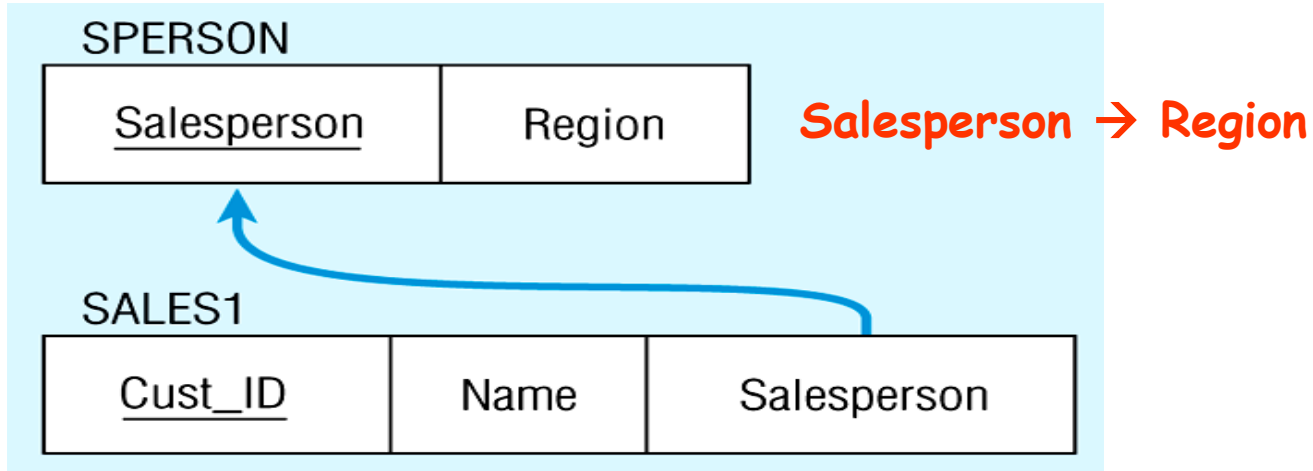 SPERSON
Salesperson Region
Salesperson → Region
SALES1
Cust_ID Name Salesperson